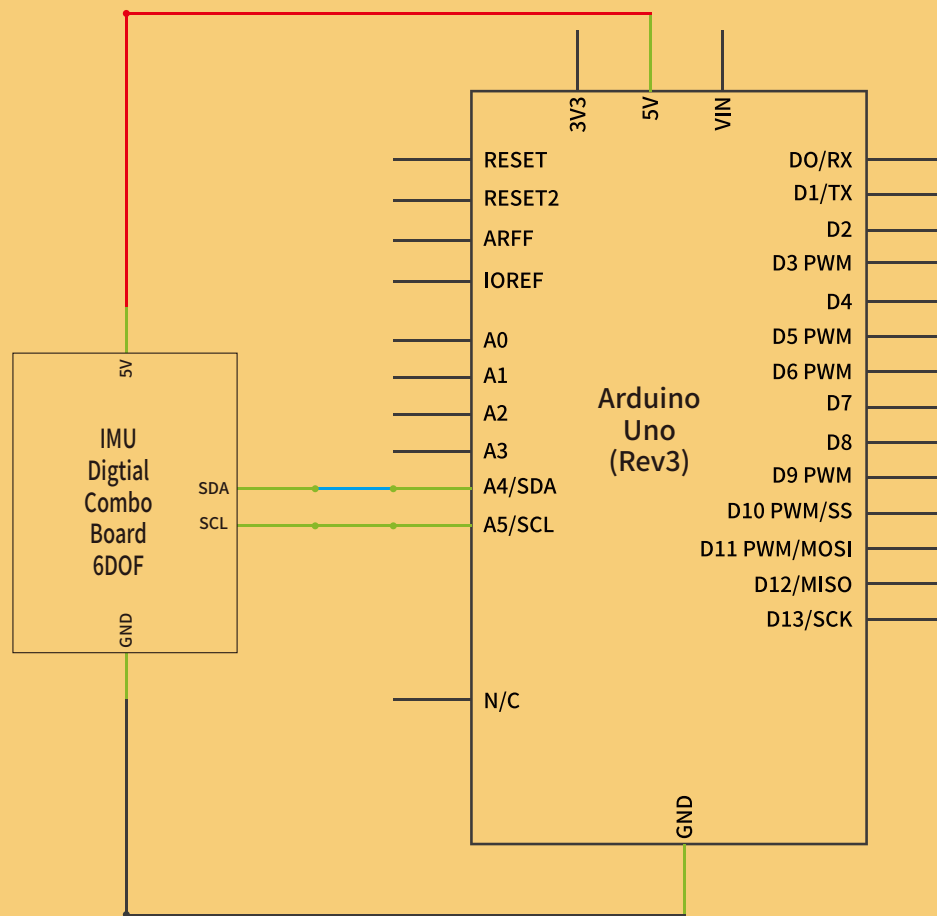 3V3
5V
VIN
RESET
RESET2
ARFF
IOREF
A0
A1
A2
A3
A4/SDA
A5/SCL
N/C
Arduino
Uno
(Rev3)
DO/RX
D1/TX
D2
D3 PWM
D4
D5 PWM
D6 PWM
D7
D8
D9 PWM
D10 PWM/SS
D11 PWM/MOSI
D12/MISO
D13/SCK
GND
5V
IMU
Digtial
Combo
Board
6DOF
SDA
SCL
GND